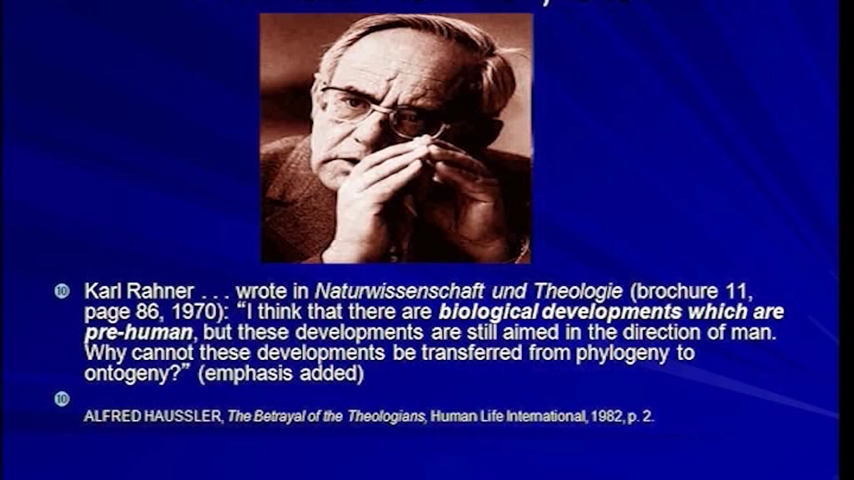 Karl Rahner . . . wrote in Naturwissenschaft und Theologie (brochure 11,
page 86, 1970): “I think that there are biological developments which are
pre-human, but these developments are still aimed in the direction of man.
Why cannot these developments be transferred from phylogeny to
ontogeny?” (emphasis added)
ALFRED HAUSSLER, The Betrayal of the Theologians, Human Life International, 1982, p. 2.